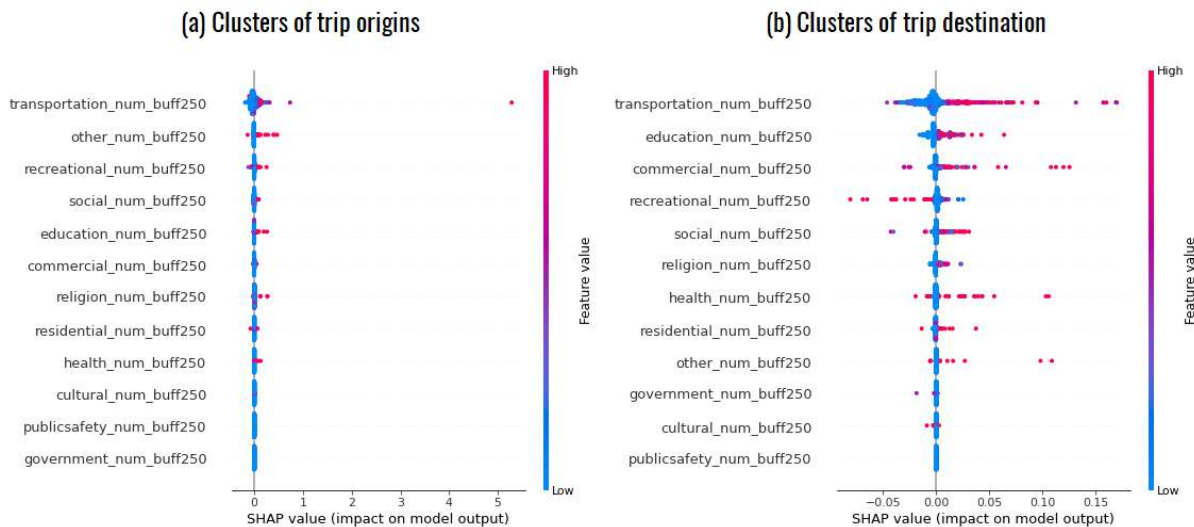 (a) Clusters of trip origins
High
transportation_num_buff250
other_num_buff250
recreational_num_buff250
social_num_buff250
education_num_buff250
commercial_num_buff250
religion_num_buff250
residential_num_buff250
health_num_buff250
cultural_num_buff250
publicsafety_num_buff250
government_num_buff250
Feature value
Low
0 1 2 3 4 5
SHAP value (impact on model output)
(b) Clusters of trip destination
High
transportation_num_buff250
education_num_buff250
commercial_num_buff250
recreational_num_buff250
social_num_buff250
religion_num_buff250
health_num_buff250
residential_num_buff250
other_num_buff250
government_num_buff250
cultural_num_buff250
publicsafety_num_buff250
Feature value
Low
−0.05 0.00 0.05 0.10 0.15
SHAP value (impact on model output)